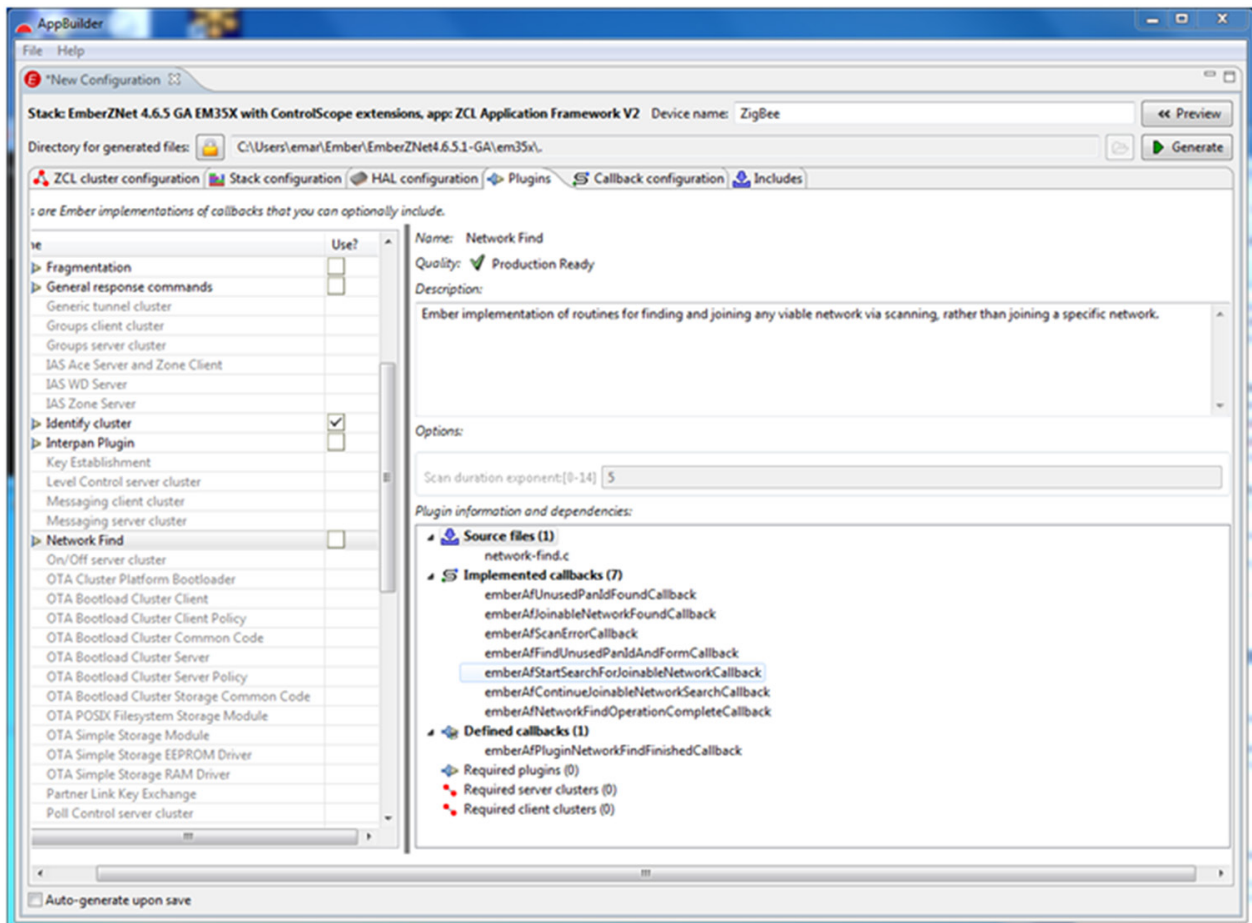 AppBuilder
File Help
*New Configuration
Stack: EmberZNet 4.6.5 GA EM35X with ControlScope extensions, app: ZCL Application Framework V2 Device name: ZigBee << Preview
Directory for generated files: C:\Users\emar\Ember\EmberZNet4.6.5.1-GA\em35x\. Generate
ZCL cluster configuration Stack configuration HAL configuration Plugins Callback configuration Includes
s are Ember implementations of callbacks that you can optionally include.
ne Use?
Fragmentation
General response commands
Generic tunnel cluster
Groups client cluster
Groups server cluster
IAS Ace Server and Zone Client
IAS WD Server
IAS Zone Server
Identify cluster
Interpan Plugin
Key Establishment
Level Control server cluster
Messaging client cluster
Messaging server cluster
Network Find
On/Off server cluster
OTA Cluster Platform Bootloader
OTA Bootload Cluster Client
OTA Bootload Cluster Client Policy
OTA Bootload Cluster Common Code
OTA Bootload Cluster Server
OTA Bootload Cluster Server Policy
OTA Bootload Cluster Storage Common Code
OTA POSIX Filesystem Storage Module
OTA Simple Storage Module
OTA Simple Storage EEPROM Driver
OTA Simple Storage RAM Driver
Partner Link Key Exchange
Poll Control server cluster
Name: Network Find
Quality: Production Ready
Description:
Ember implementation of routines for finding and joining any viable network via scanning, rather than joining a specific network.
Options:
Scan duration exponent:[0-14] 5
Plugin information and dependencies:
Source files (1)
network-find.c
Implemented callbacks (7)
emberAfUnusedPanIdFoundCallback
emberAfJoinableNetworkFoundCallback
emberAfScanErrorCallback
emberAfFindUnusedPanIdAndFormCallback
emberAfStartSearchForJoinableNetworkCallback
emberAfContinueJoinableNetworkSearchCallback
emberAfNetworkFindOperationCompleteCallback
Defined callbacks (1)
emberAfPluginNetworkFindFinishedCallback
Required plugins (0)
Required server clusters (0)
Required client clusters (0)
Auto-generate upon save